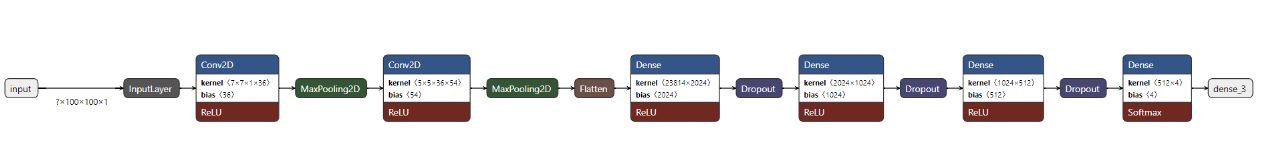 input
?×100×100×1
InputLayer
Conv2D
kernel ⟨7×7×1×36⟩
bias ⟨36⟩
ReLU
MaxPooling2D
Conv2D
kernel ⟨5×5×36×54⟩
bias ⟨54⟩
ReLU
MaxPooling2D
Flatten
Dense
kernel ⟨23814×2024⟩
bias ⟨2024⟩
ReLU
Dropout
Dense
kernel ⟨2024×1024⟩
bias ⟨1024⟩
ReLU
Dropout
Dense
kernel ⟨1024×512⟩
bias ⟨512⟩
ReLU
Dropout
Dense
kernel ⟨512×4⟩
bias ⟨4⟩
Softmax
dense_3